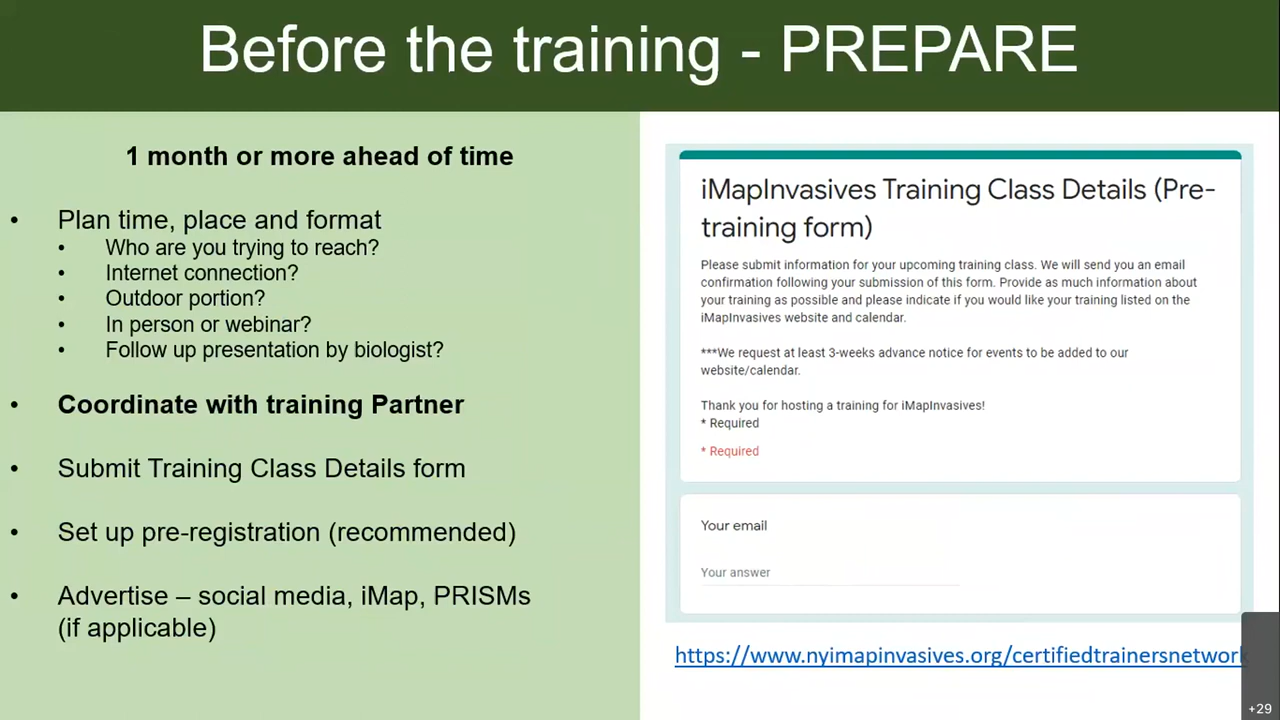 Before the training - PREPARE
1 month or more ahead of time
• Plan time, place and format
• Who are you trying to reach?
• Internet connection?
• Outdoor portion?
• In person or webinar?
• Follow up presentation by biologist?
• Coordinate with training Partner
• Submit Training Class Details form
• Set up pre-registration (recommended)
• Advertise – social media, iMap, PRISMs
(if applicable)
iMapInvasives Training Class Details (Pre-
training form)
Please submit information for your upcoming training class. We will send you an email
confirmation following your submission of this form. Provide as much information about
your training as possible and please indicate if you would like your training listed on the
iMapInvasives website and calendar.
***We request at least 3-weeks advance notice for events to be added to our
website/calendar.
Thank you for hosting a training for iMapInvasives!
* Required
* Required
Your email
Your answer
https://www.nyimapinvasives.org/certifiedtrainersnetwork
+29